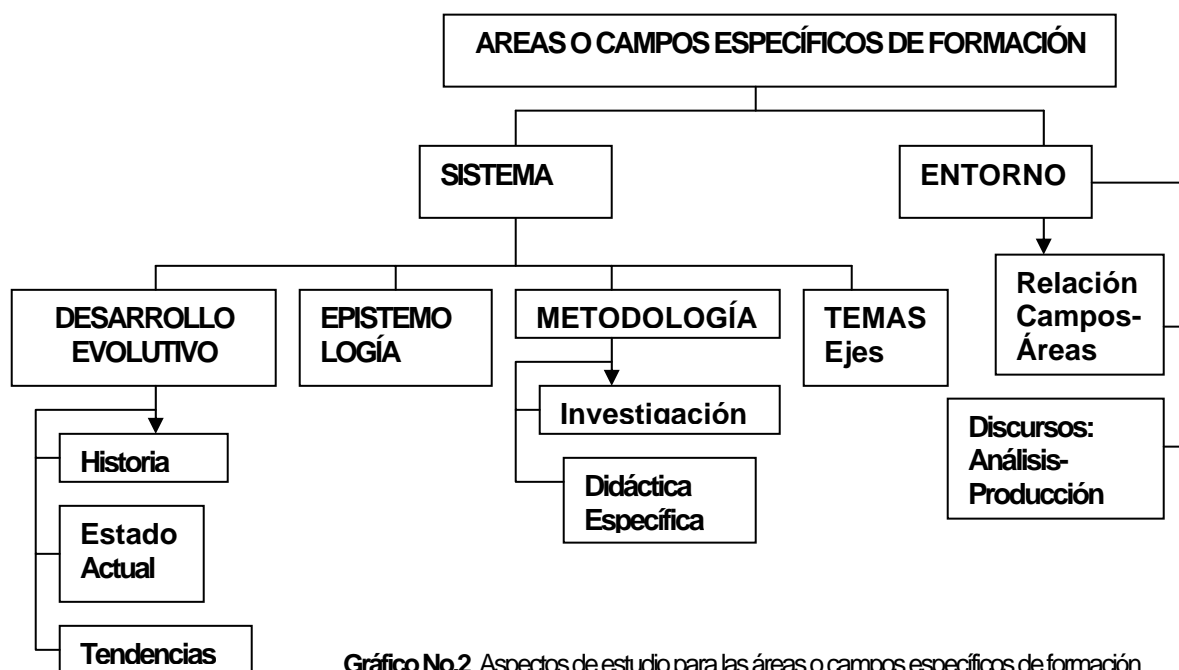 AREAS O CAMPOS ESPECÍFICOS DE FORMACIÓN
SISTEMA
ENTORNO
DESARROLLO
EVOLUTIVO
EPISTEMO
LOGÍA
METODOLOGÍA
TEMAS
Ejes
Relación
Campos-
Áreas
Historia
Investigación
Estado
Actual
Didáctica
Específica
Discursos:
Análisis-
Producción
Tendencias
Gráfico No.2 Aspectos de estudio para las áreas o campos específicos de formación